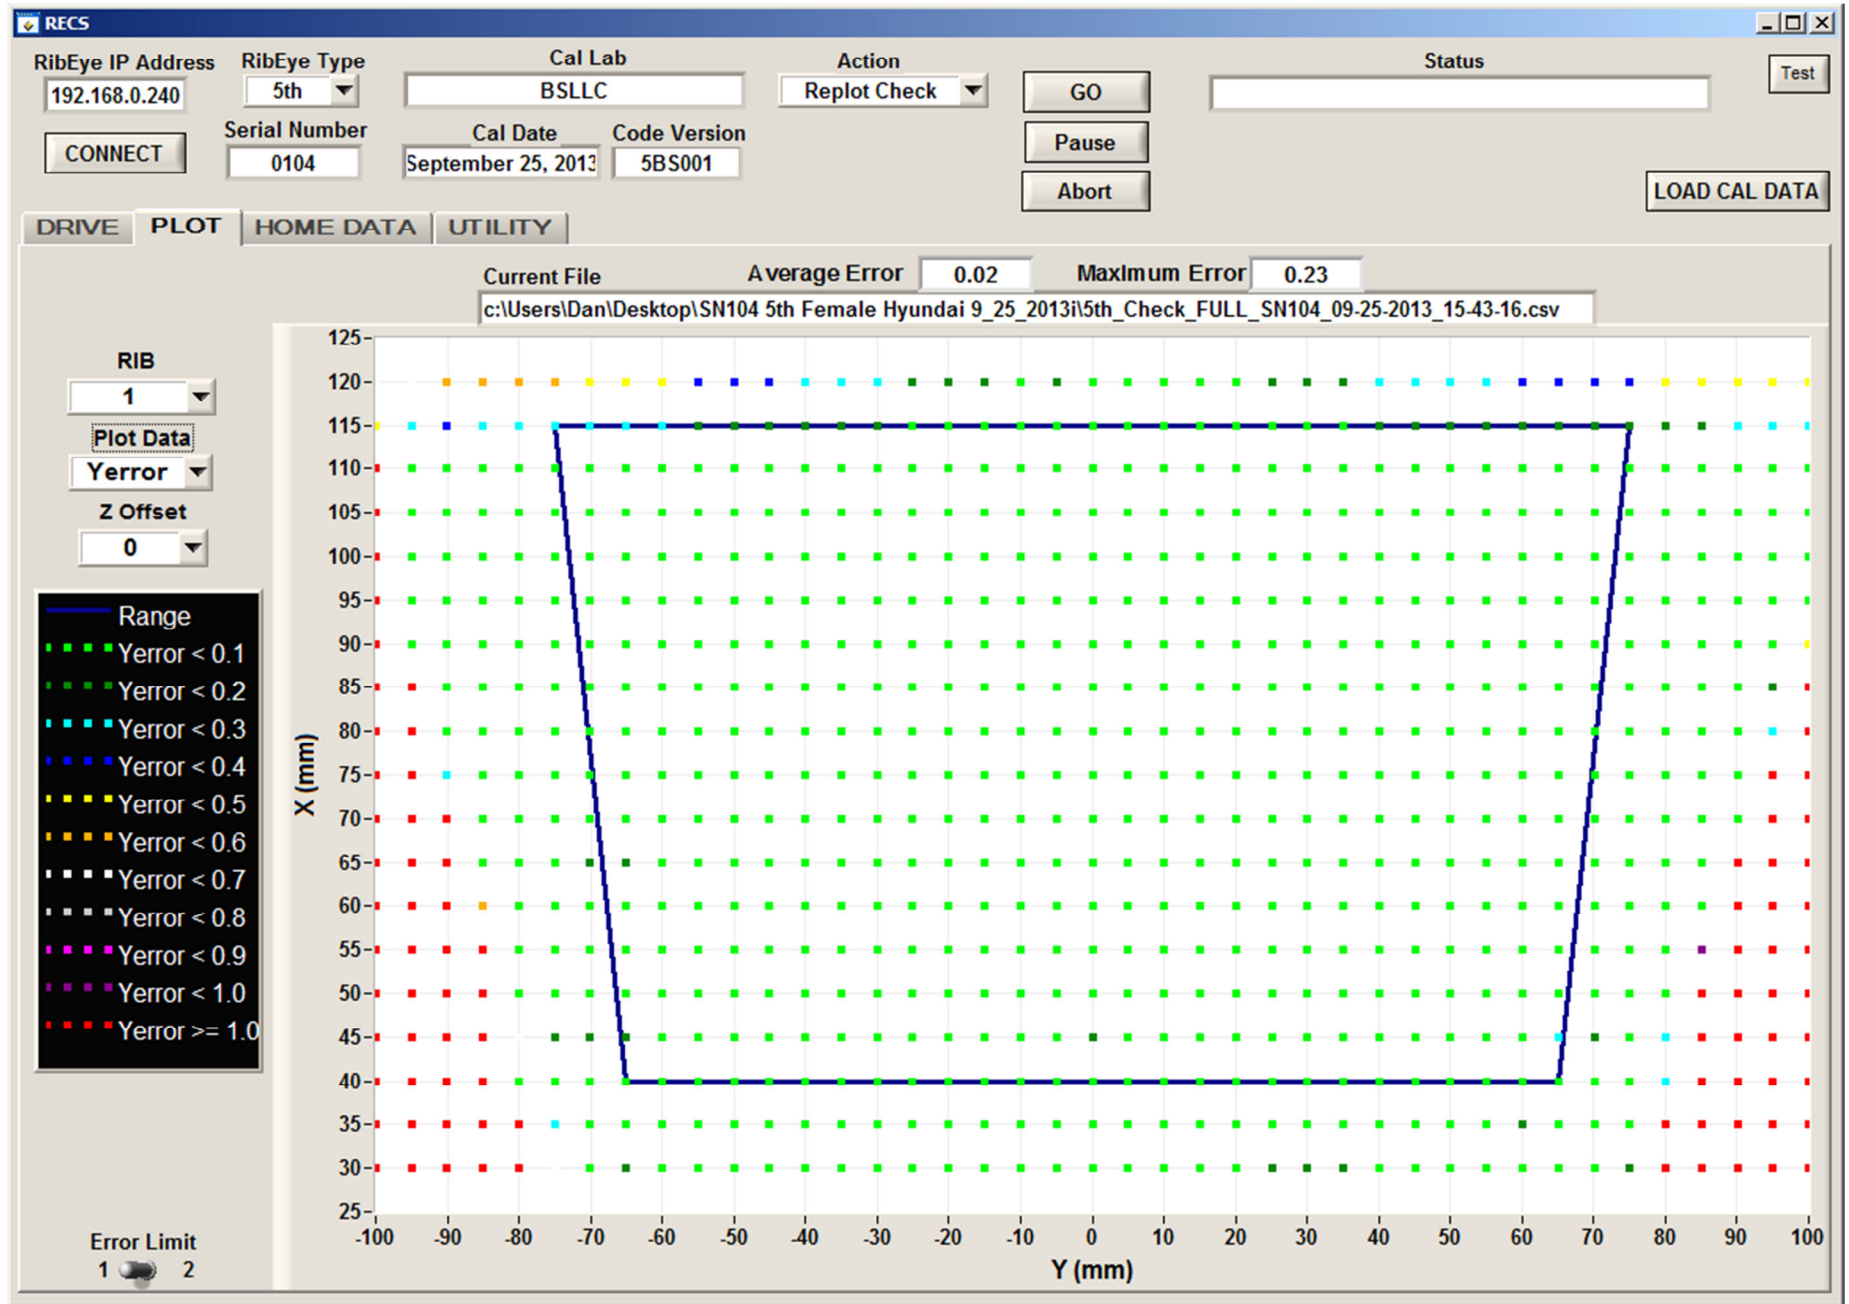 RECS
RibEye IP Address
192.168.0.240
CONNECT
RibEye Type
5th
Serial Number
0104
Cal Lab
BSLLC
Cal Date
September 25, 2013
Code Version
5BS001
Action
Replot Check
GO
Pause
Abort
Status
Test
LOAD CAL DATA
DRIVE PLOT HOME DATA UTILITY
Average Error 0.02 MaxImum Error 0.23
Current File
c:\Users\Dan\Desktop\SN104 5th Female Hyundai 9_25_2013i\5th_Check_FULL_SN104_09-25-2013_15-43-16.csv
RIB
1
Plot Data
Yerror
Z Offset
0
Range
Yerror < 0.1
Yerror < 0.2
Yerror < 0.3
Yerror < 0.4
Yerror < 0.5
Yerror < 0.6
Yerror < 0.7
Yerror < 0.8
Yerror < 0.9
Yerror < 1.0
Yerror >= 1.0
Error Limit
1 2
X (mm)
125
120
115
110
105
100
95
90
85
80
75
70
65
60
55
50
45
40
35
30
25
-100 -90 -80 -70 -60 -50 -40 -30 -20 -10 0 10 20 30 40 50 60 70 80 90 100
Y (mm)